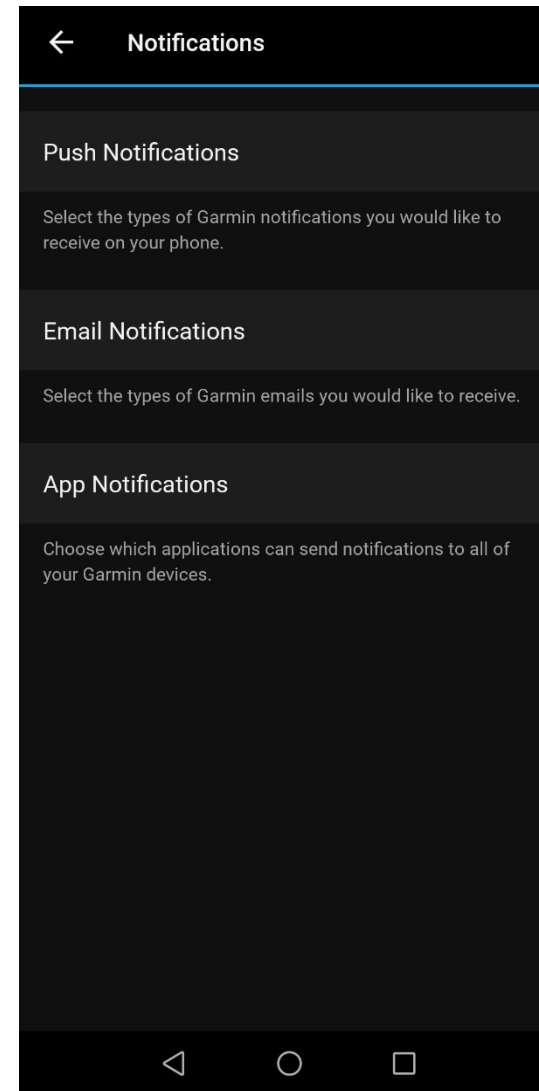 Notifications
Push Notifications
Select the types of Garmin notifications you would like to
receive on your phone.
Email Notifications
Select the types of Garmin emails you would like to receive.
App Notifications
Choose which applications can send notifications to all of
your Garmin devices.